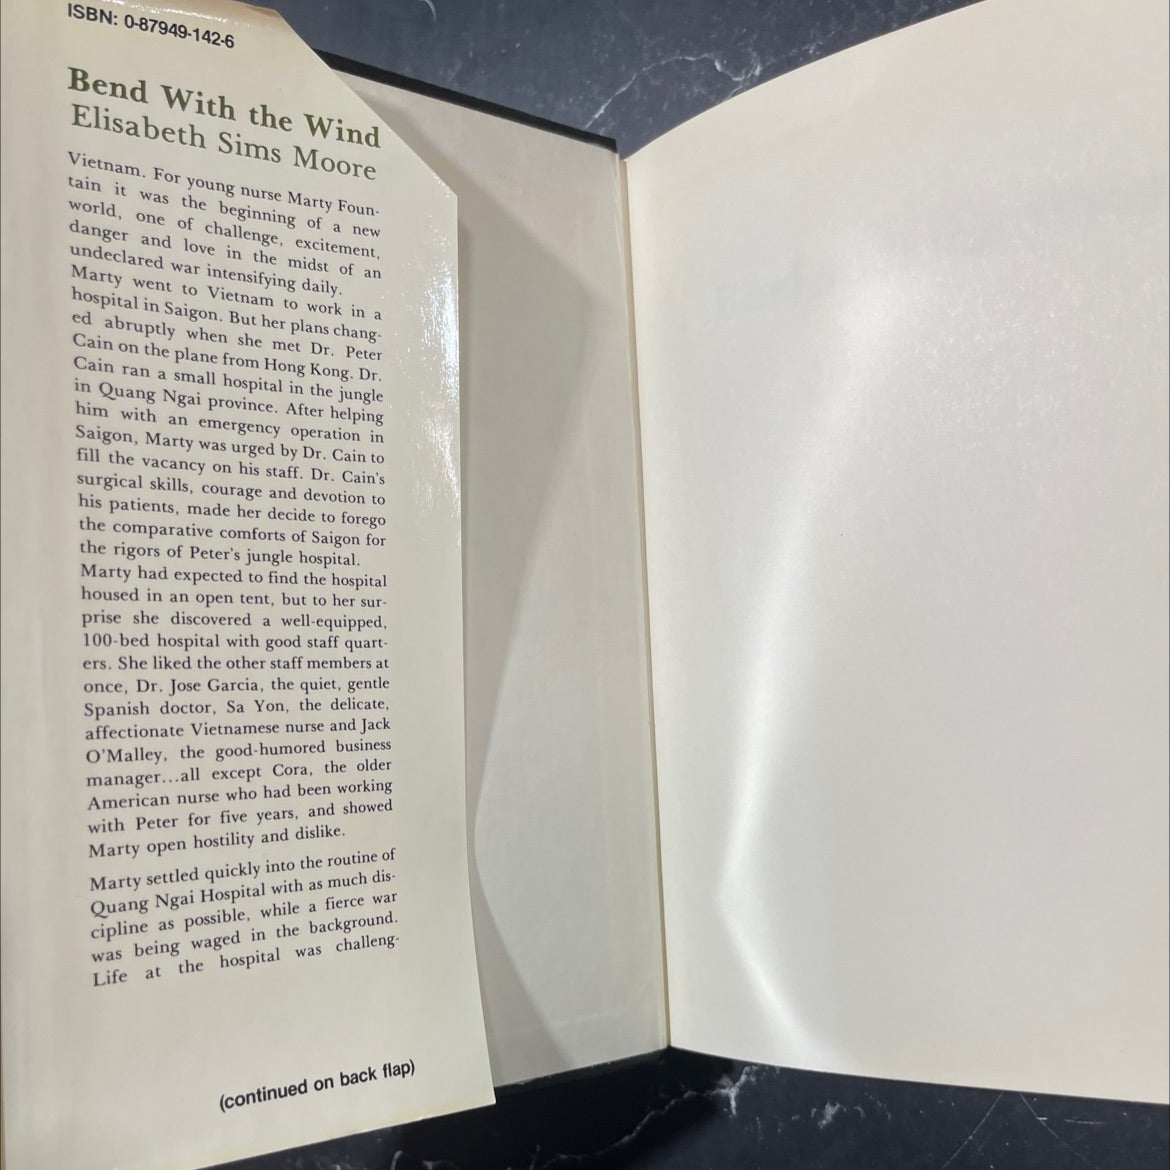 ISBN: 0-87949-142-6
Bend With the Wind
Elisabeth Sims Moore
Vietnam. For young nurse Marty Foun-
tain it was the beginning of a new
world, one of challenge, excitement,
danger and love in the midst of an
undeclared war intensifying daily.
Marty went to Vietnam to work in a
hospital in Saigon. But her plans chang-
ed abruptly when she met Dr. Peter
Cain on the plane from Hong Kong. Dr.
Cain ran a small hospital in the jungle
in Quang Ngai province. After helping
him with an emergency operation in
Saigon, Marty was urged by Dr. Cain to
fill the vacancy on his staff. Dr. Cain's
surgical skills, courage and devotion to
his patients, made her decide to forego
the comparative comforts of Saigon for
the rigors of Peter's jungle hospital.
Marty had expected to find the hospital
housed in an open tent, but to her sur-
prise she discovered a well-equipped,
100-bed hospital with good staff quart-
ers. She liked the other staff members at
once, Dr. Jose Garcia, the quiet, gentle
Spanish doctor, Sa Yon, the delicate,
affectionate Vietnamese nurse and Jack
O'Malley, the good-humored business
manager...all except Cora, the older
American nurse who had been working
with Peter for five years, and showed
Marty open hostility and dislike.
Marty settled quickly into the routine of
Quang Ngai Hospital with as much dis-
cipline as possible, while a fierce war
was being waged in the background.
Life at the hospital was challeng-
(continued on back flap)